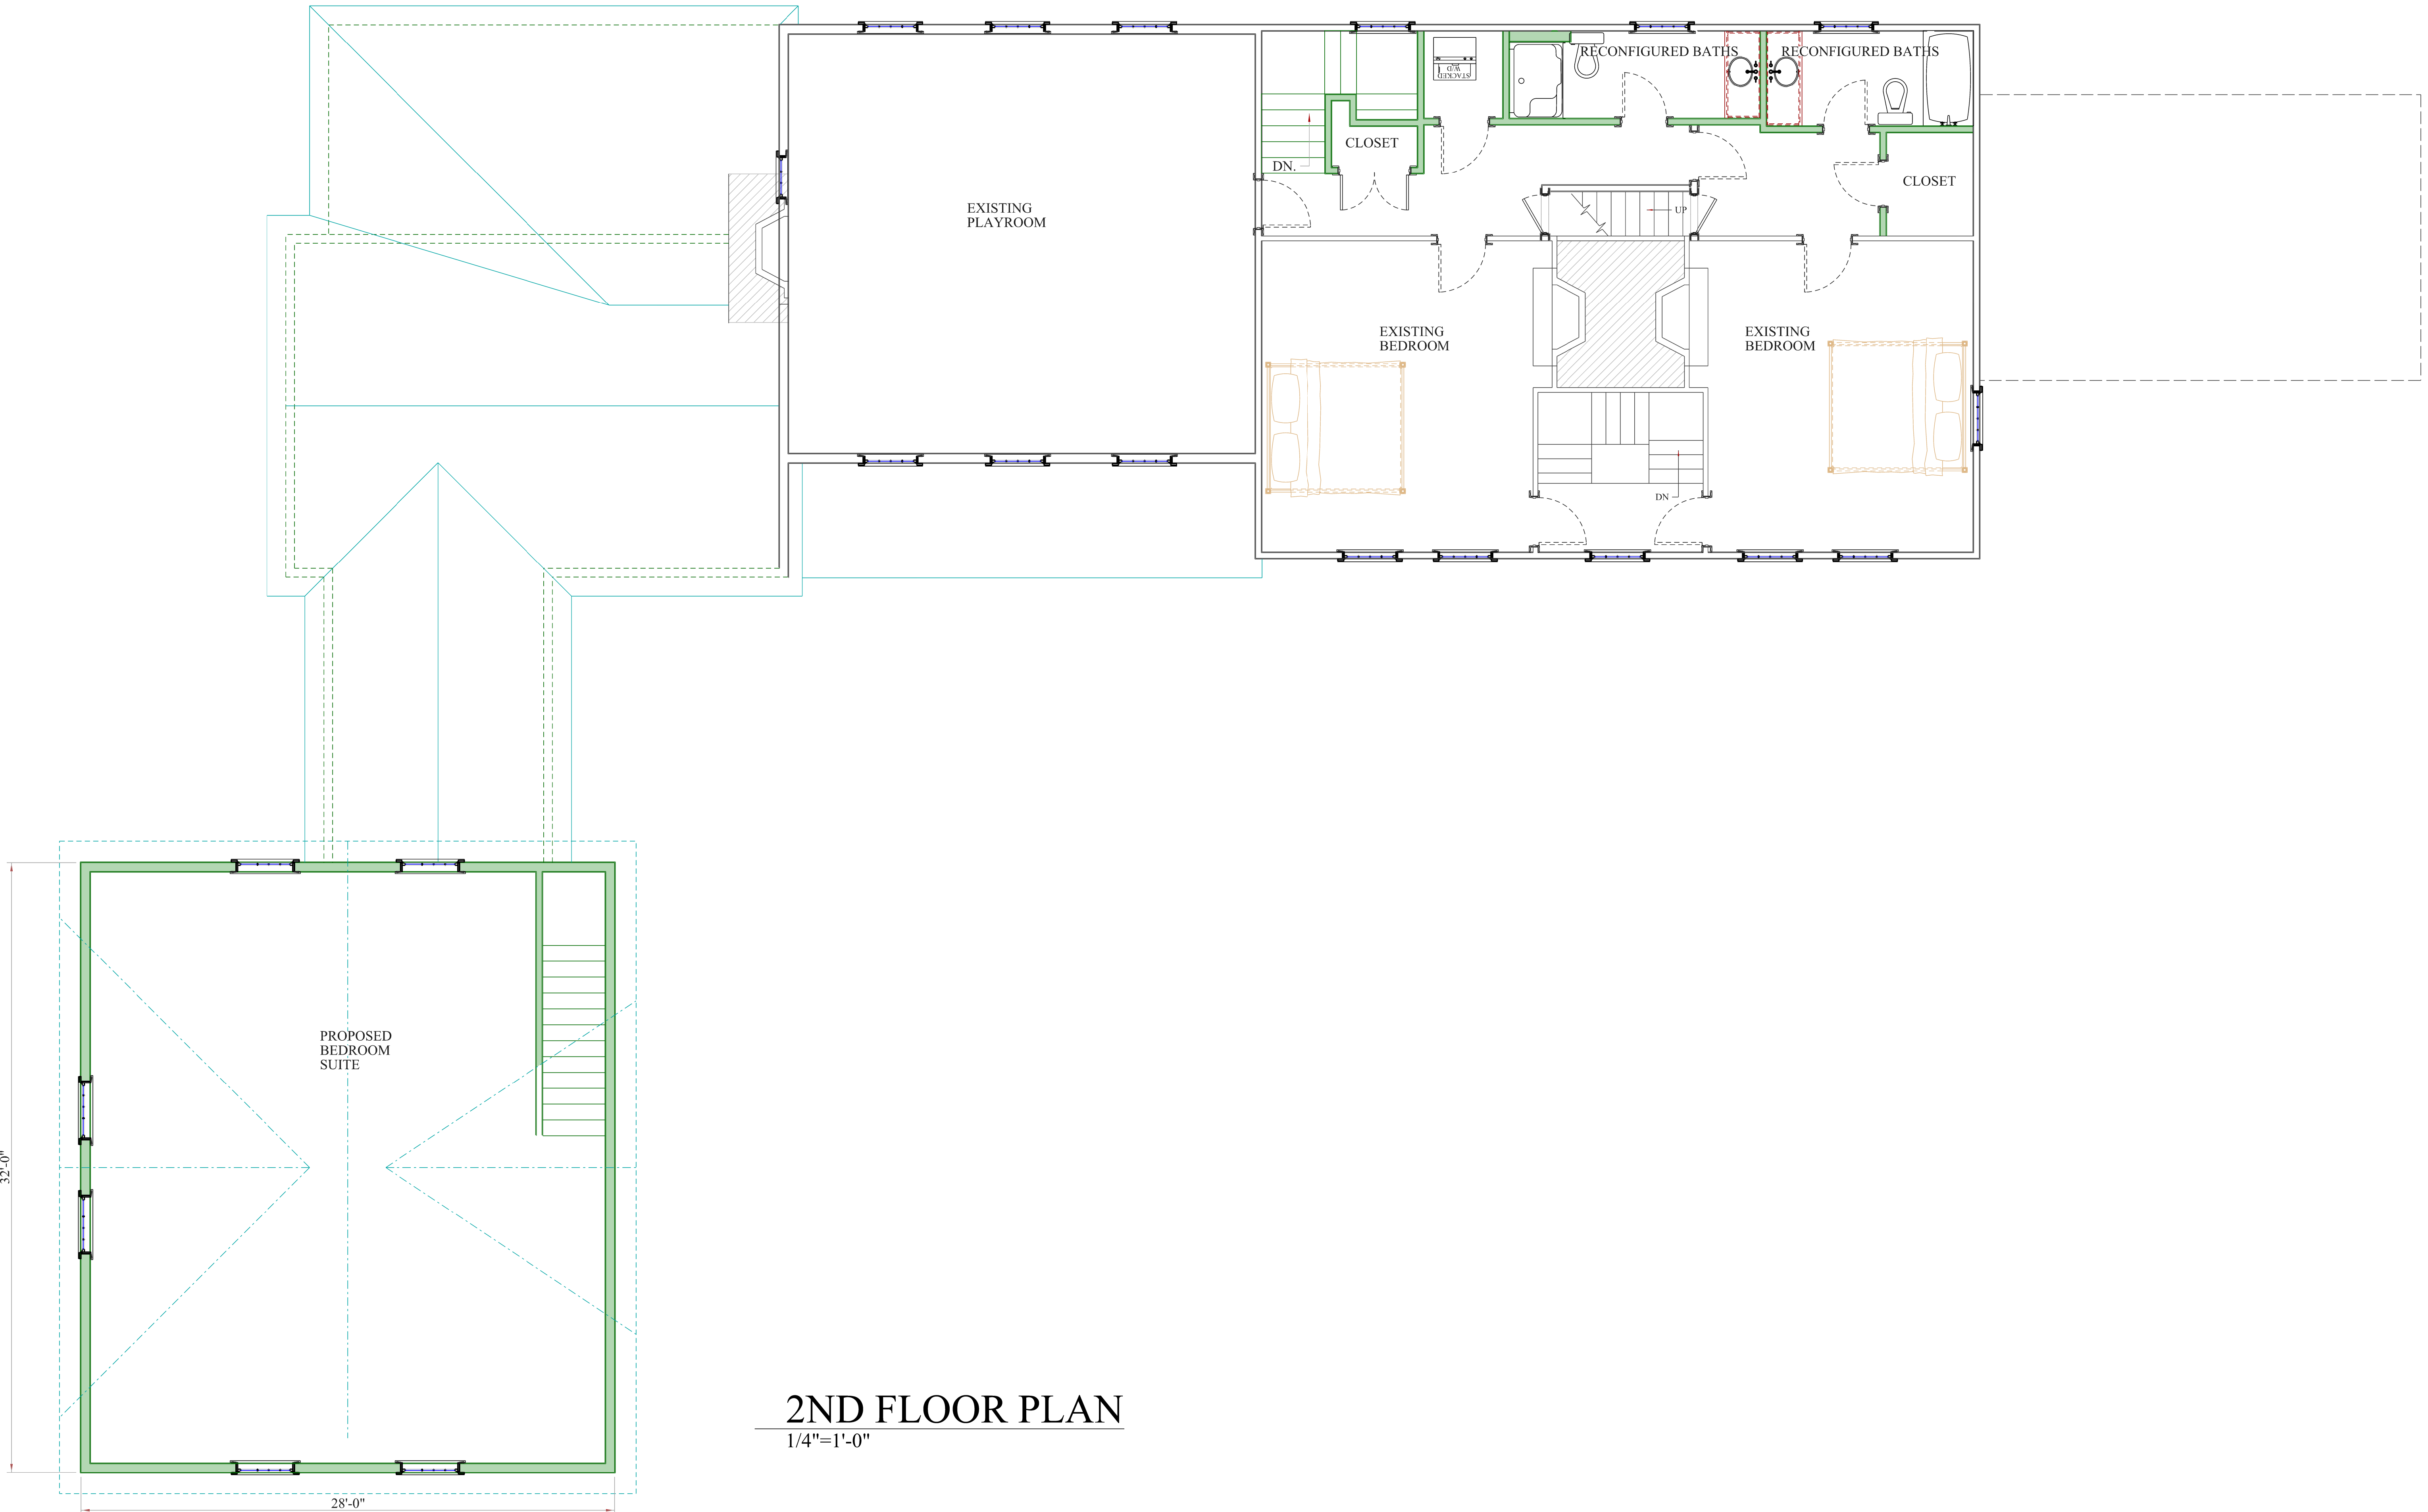 RECONFIGURED BATHS
RECONFIGURED BATHS
STACKED
W/D
CLOSET
DN.
CLOSET
EXISTING
PLAYROOM
UP
EXISTING
BEDROOM
EXISTING
BEDROOM
DN
PROPOSED
BEDROOM
SUITE
32'-0"
2ND FLOOR PLAN
1/4"=1'-0"
28'-0"